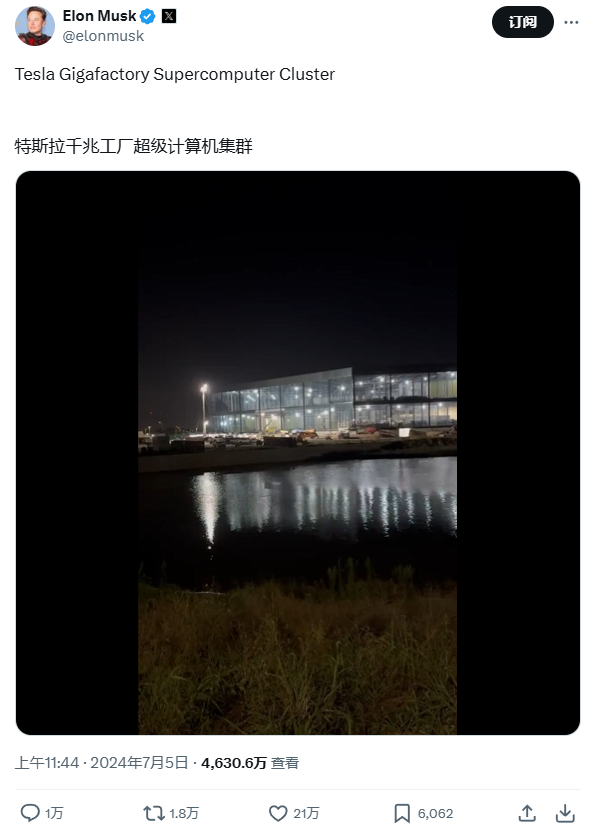 Elon Musk
@elonmusk
订阅
Tesla Gigafactory Supercomputer Cluster
特斯拉千兆工厂超级计算机集群
上午11:44 · 2024年7月5日 · 4,630.6万 查看
1万 1.8万 21万 6,062